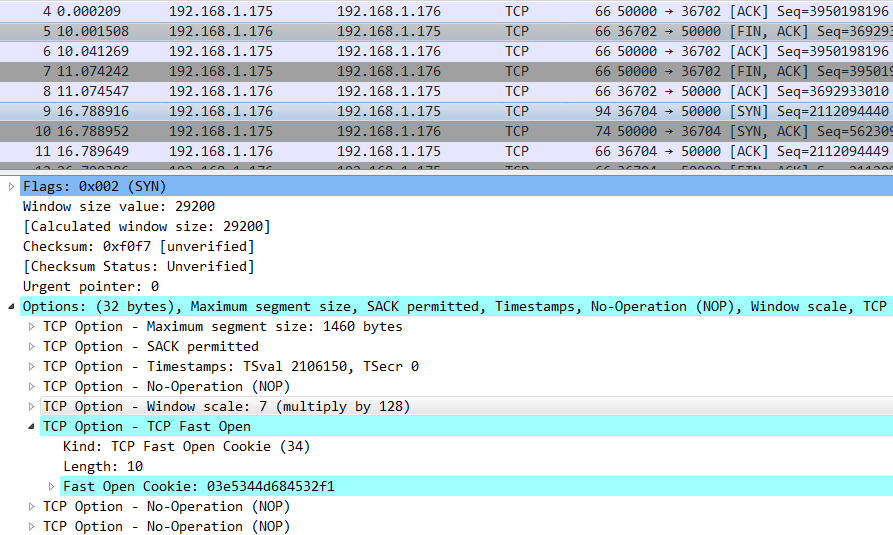 4 0.000209 192.168.1.175 192.168.1.176 TCP 66 50000 → 36702 [ACK] Seq=3950198196
5 10.001508 192.168.1.176 192.168.1.175 TCP 66 36702 → 50000 [FIN, ACK] Seq=36929
6 10.041269 192.168.1.175 192.168.1.176 TCP 66 50000 → 36702 [ACK] Seq=3950198196
7 11.074242 192.168.1.175 192.168.1.176 TCP 66 50000 → 36702 [FIN, ACK] Seq=39501
8 11.074547 192.168.1.176 192.168.1.175 TCP 66 36702 → 50000 [ACK] Seq=3692933010
9 16.788916 192.168.1.176 192.168.1.175 TCP 94 36704 → 50000 [SYN] Seq=2112094440
10 16.788952 192.168.1.175 192.168.1.176 TCP 74 50000 → 36704 [SYN, ACK] Seq=562309
11 16.789649 192.168.1.176 192.168.1.175 TCP 66 36704 → 50000 [ACK] Seq=2112094449
Flags: 0x002 (SYN)
Window size value: 29200
[Calculated window size: 29200]
Checksum: 0xf0f7 [unverified]
[Checksum Status: Unverified]
Urgent pointer: 0
Options: (32 bytes), Maximum segment size, SACK permitted, Timestamps, No-Operation (NOP), Window scale, TCP
TCP Option - Maximum segment size: 1460 bytes
TCP Option - SACK permitted
TCP Option - Timestamps: TSval 2106150, TSecr 0
TCP Option - No-Operation (NOP)
TCP Option - Window scale: 7 (multiply by 128)
TCP Option - TCP Fast Open
Kind: TCP Fast Open Cookie (34)
Length: 10
Fast Open Cookie: 03e5344d684532f1
TCP Option - No-Operation (NOP)
TCP Option - No-Operation (NOP)